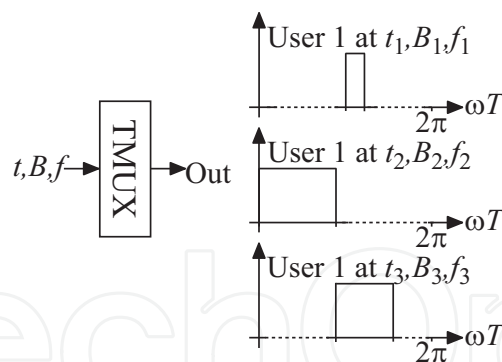 User 1 at t₁,B₁,f₁
2π
ωT
TMUX
t,B,f
Out
User 1 at t₂,B₂,f₂
2π
ωT
User 1 at t₃,B₃,f₃
2π
ωT